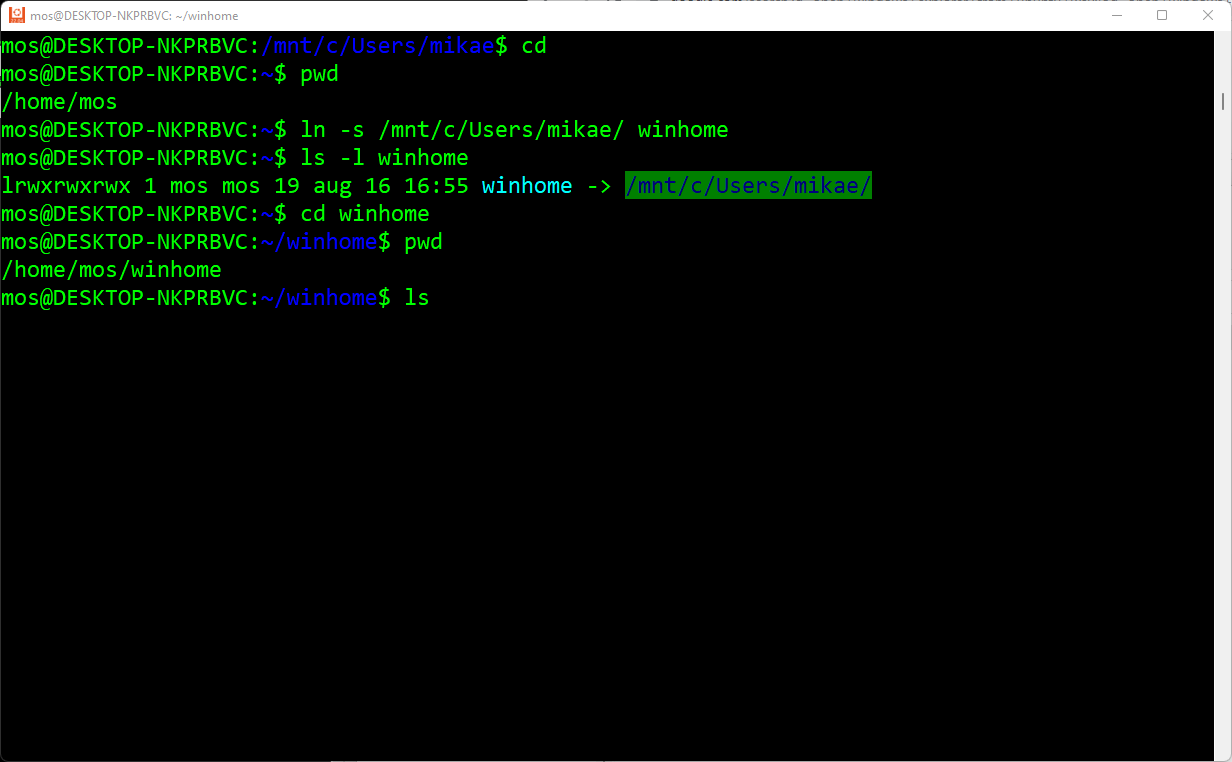 mos@DESKTOP-NKPRBVC: ~/winhome
mos@DESKTOP-NKPRBVC:/mnt/c/Users/mikae$ cd
mos@DESKTOP-NKPRBVC:~$ pwd
/home/mos
mos@DESKTOP-NKPRBVC:~$ ln -s /mnt/c/Users/mikae/ winhome
mos@DESKTOP-NKPRBVC:~$ ls -l winhome
lrwxrwxrwx 1 mos mos 19 aug 16 16:55 winhome -> /mnt/c/Users/mikae/
mos@DESKTOP-NKPRBVC:~$ cd winhome
mos@DESKTOP-NKPRBVC:~/winhome$ pwd
/home/mos/winhome
mos@DESKTOP-NKPRBVC:~/winhome$ ls